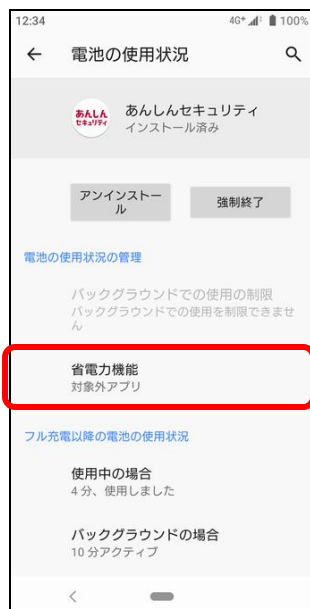 12:34 4G+ 100%
電池の使用状況
あんしん
セキュリティ
あんしんセキュリティ
インストール済み
アンインストー
ル
強制終了
電池の使用状況の管理
バックグラウンドでの使用の制限
バックグラウンドでの使用を制限できませ
ん
省電力機能
対象外アプリ
フル充電以降の電池の使用状況
使用中の場合
4 分、使用しました
バックグラウンドの場合
10 分アクティブ